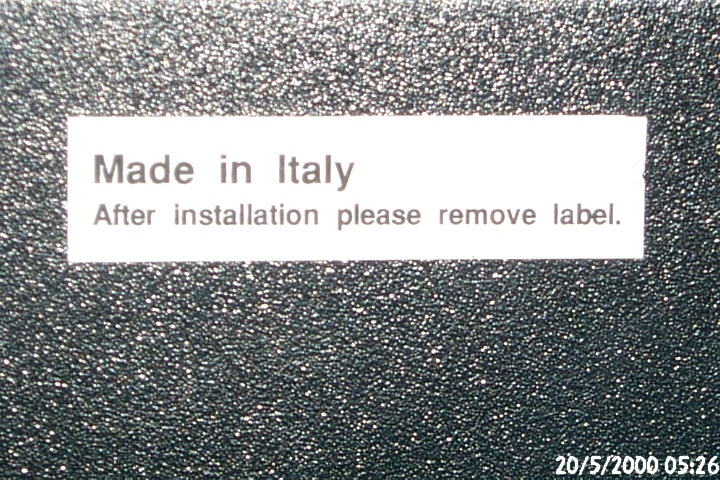 Made in Italy
After installation please remove label.
20/5/2000 05:26